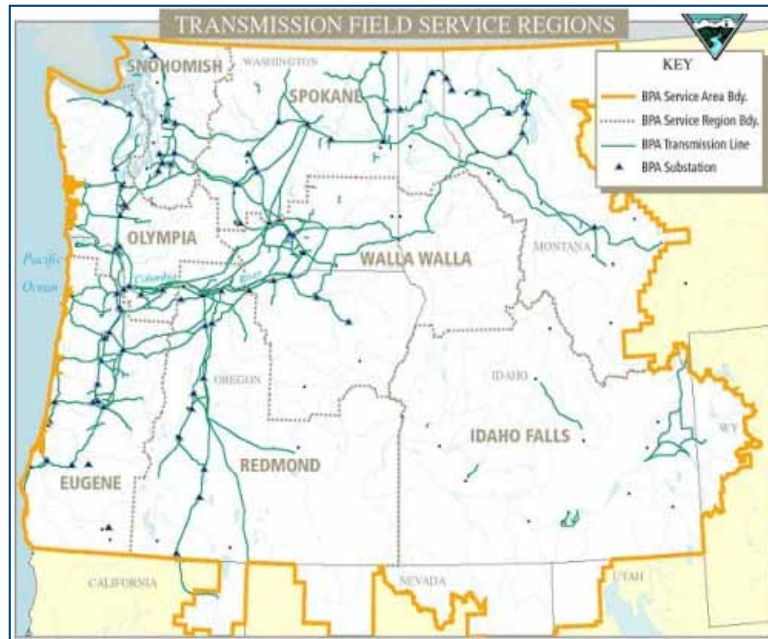 TRANSMISSION FIELD SERVICE REGIONS
KEY
BPA Service Area Bdy.
BPA Service Region Bdy.
BPA Transmission Line
BPA Substation
SNOHOMISH
WASHINGTON
SPOKANE
OLYMPIA
WALLA WALLA
MONTANA
Pacific
Ocean
Columbia
River
OREGON
IDAHO
WY
IDAHO FALLS
REDMOND
EUGENE
CALIFORNIA
NEVADA
UTAH